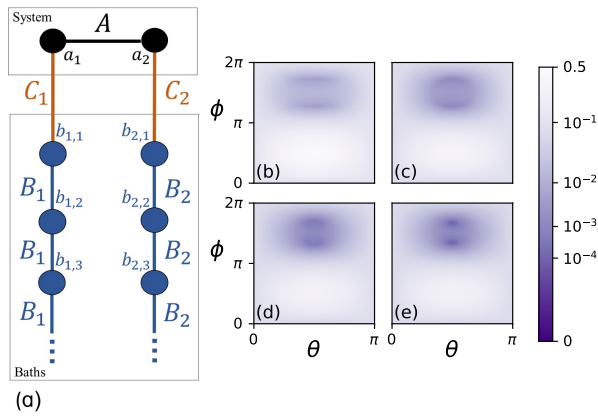 System
A
a₁ a₂
C₁ C₂
b₁,₁ b₂,₁
B₁ B₂
b₁,₂ b₂,₂
B₁ B₂
b₁,₃ b₂,₃
B₁ B₂
Baths
(a)
2π
ϕ π
0
(b) (c)
2π
ϕ π
0
(d) (e)
0 π 0 π
θ θ
0.5
10⁻¹
10⁻²
10⁻³
10⁻⁴
0